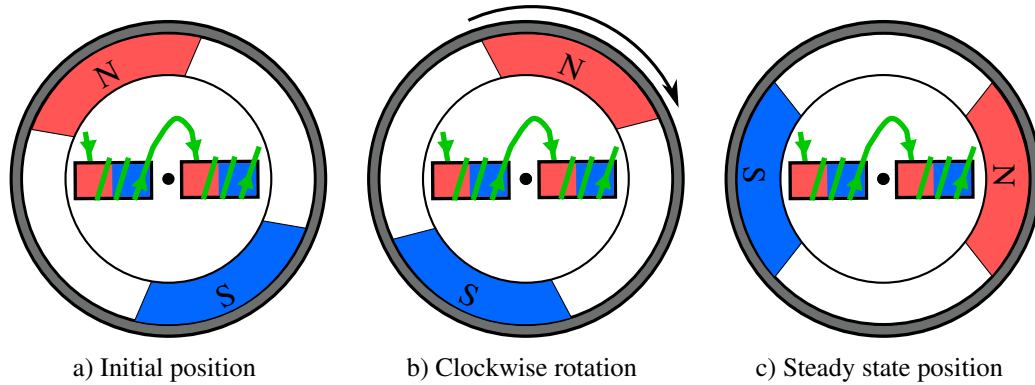 N
S
a) Initial position
N
S
b) Clockwise rotation
S
N
c) Steady state position